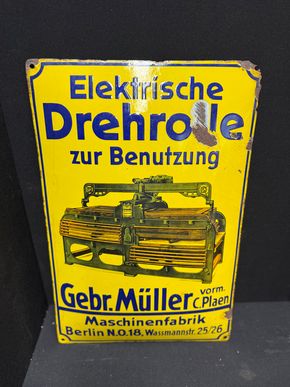 Elektrische
Drehrolle
zur Benutzung
Gebr. Müller vorm. C. Plaen
Maschinenfabrik
Berlin N.O.18, Wassmannstr. 25/26